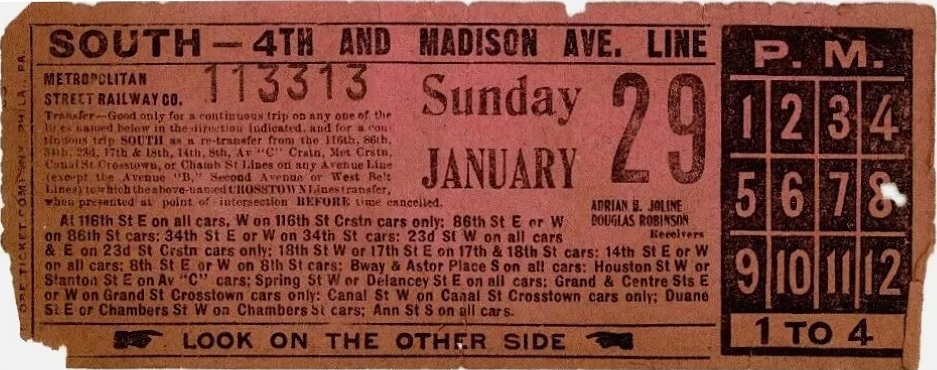 SOUTH – 4TH AND MADISON AVE. LINE
METROPOLITAN
STREET RAILWAY CO.
113313
Transfer—Good only for a continuous trip on any one of the
lines named below in the direction indicated, and for a con-
tinuous trip SOUTH as a re-transfer from the 116th, 86th,
34th, 23d, 17th & 18th, 14th, 8th, Av "C" Crstn, Met Crstn,
Canal St Crosstown, or Chamb St Lines on any Avenue Line
(except the Avenue "B," Second Avenue or West Belt
Lines) to which the above-named CROSSTOWN Lines transfer,
when presented at point of intersection BEFORE time cancelled.
Sunday
JANUARY
29
ADRIAN H. JOLINE
DOUGLAS ROBINSON
Receivers
At 116th St E on all cars, W on 116th St Crstn cars only; 86th St E or W
on 86th St cars; 34th St E or W on 34th St cars; 23d St W on all cars
& E on 23d St Crstn cars only; 18th St W or 17th St E on 17th & 18th St cars; 14th St E or W
on all cars; 8th St E or W on 8th St cars; Bway & Astor Place S on all cars; Houston St W or
Stanton St E on Av "C" cars; Spring St W or Delancey St E on all cars; Grand & Centre Sts E
or W on Grand St Crosstown cars only; Canal St W on Canal St Crosstown cars only; Duane
St E or Chambers St W on Chambers St cars; Ann St S on all cars.
LOOK ON THE OTHER SIDE
P. M.
1 2 3 4
5 6 7 8
9 10 11 12
1 TO 4
TICKET COMPANY PHILA., PA.